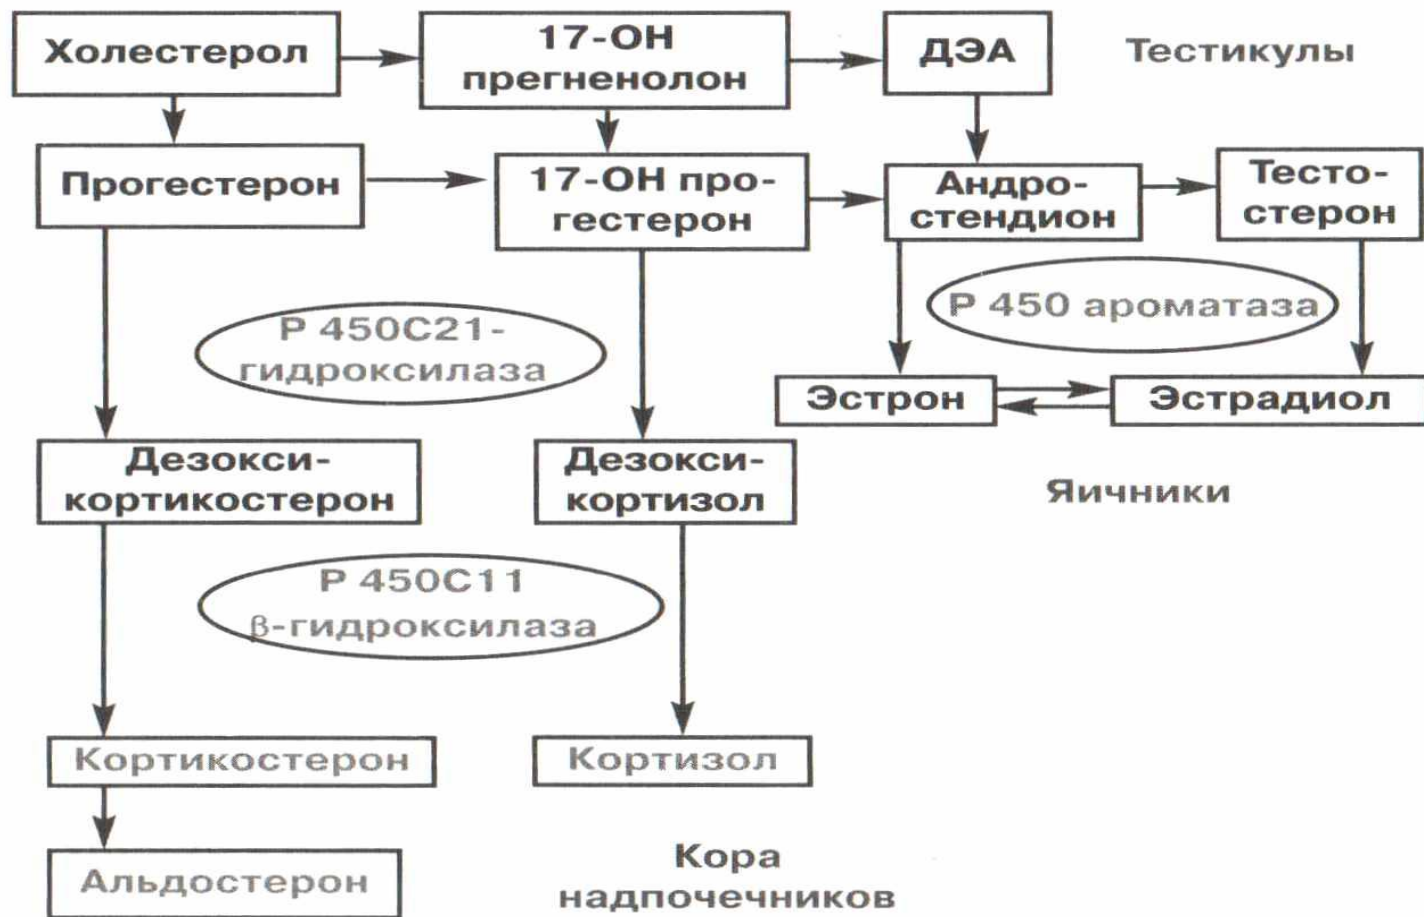 Холестерол
17-ОН
прегненолон
ДЭА
Тестикулы
Прогестерон
17-ОН про-
гестерон
Андро-
стендион
Тесто-
стерон
Р 450С21-
гидроксилаза
Р 450 ароматаза
Эстрон
Эстрадиол
Дезокси-
кортикостерон
Дезокси-
кортизол
Яичники
Р 450С11
β-гидроксилаза
Кортикостерон
Кортизол
Альдостерон
Кора
надпочечников